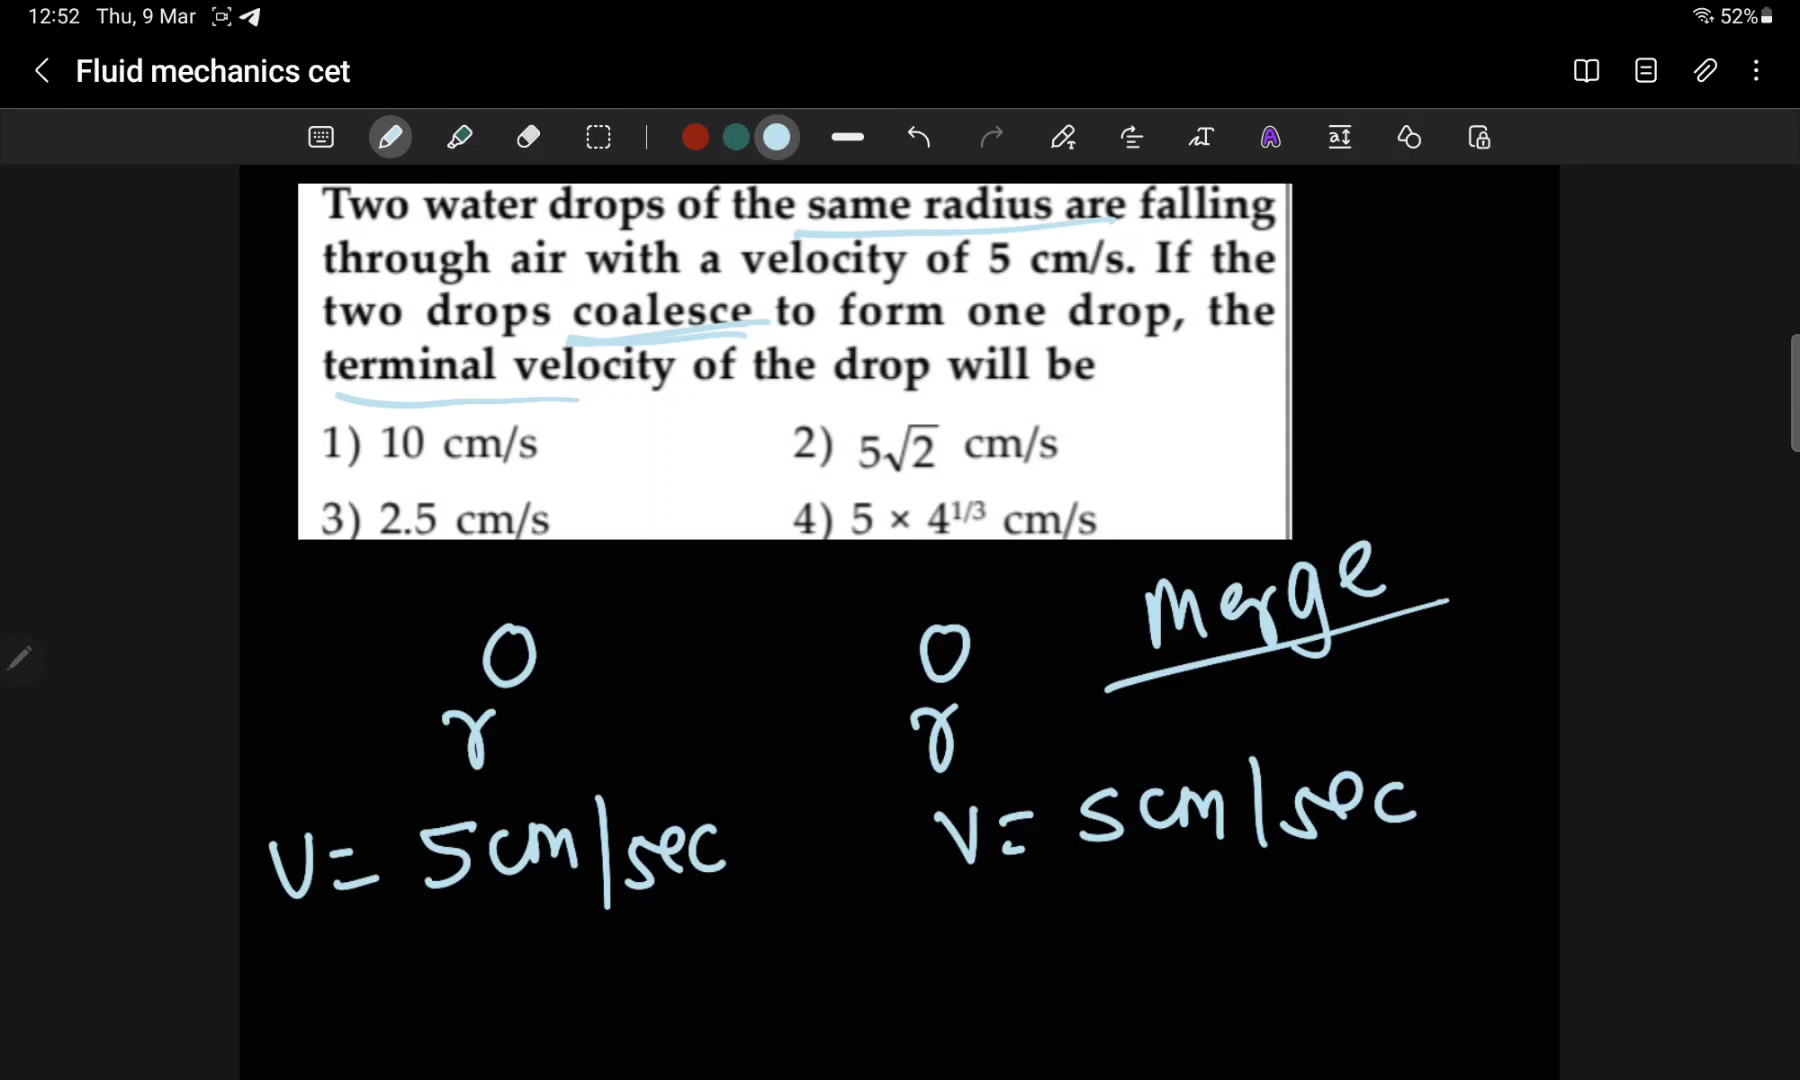 12:52 Thu, 9 Mar 52%
Fluid mechanics cet
Two water drops of the same radius are falling
through air with a velocity of 5 cm/s. If the
two drops coalesce to form one drop, the
terminal velocity of the drop will be
1) 10 cm/s 2) 5√2 cm/s
3) 2.5 cm/s 4) 5 × 4^{1/3} cm/s
Merge
r r
V= 5cm/sec V= 5cm/sec